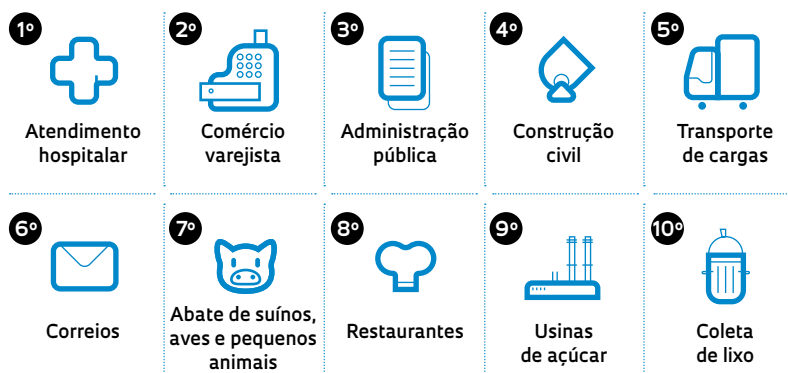 1º
Atendimento
hospitalar
2º
Comércio
varejista
3º
Administração
pública
4º
Construção
civil
5º
Transporte
de cargas
6º
Correios
7º
Abate de suínos,
aves e pequenos
animais
8º
Restaurantes
9º
Usinas
de açúcar
10º
Coleta
de lixo